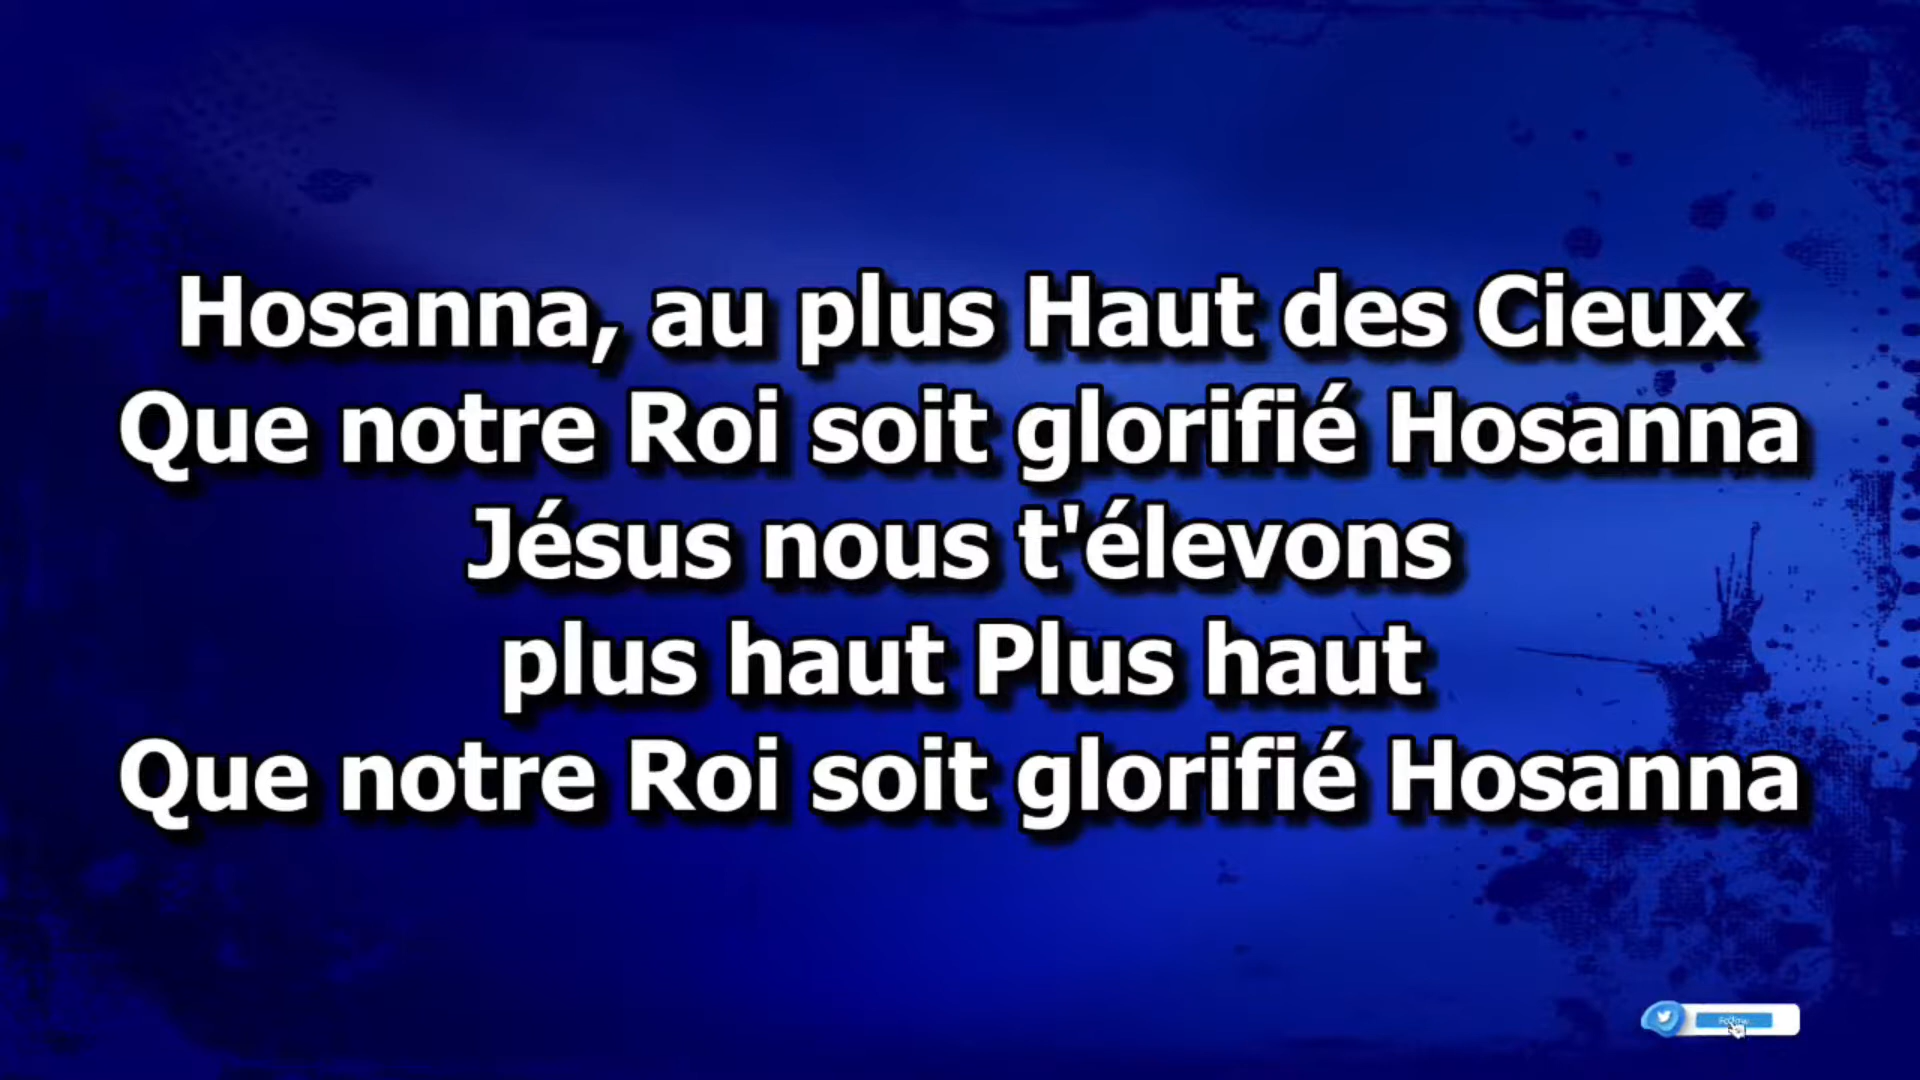 Hosanna, au plus Haut des Cieux
Que notre Roi soit glorifié Hosanna
Jésus nous t'élevons
plus haut Plus haut
Que notre Roi soit glorifié Hosanna
Follow